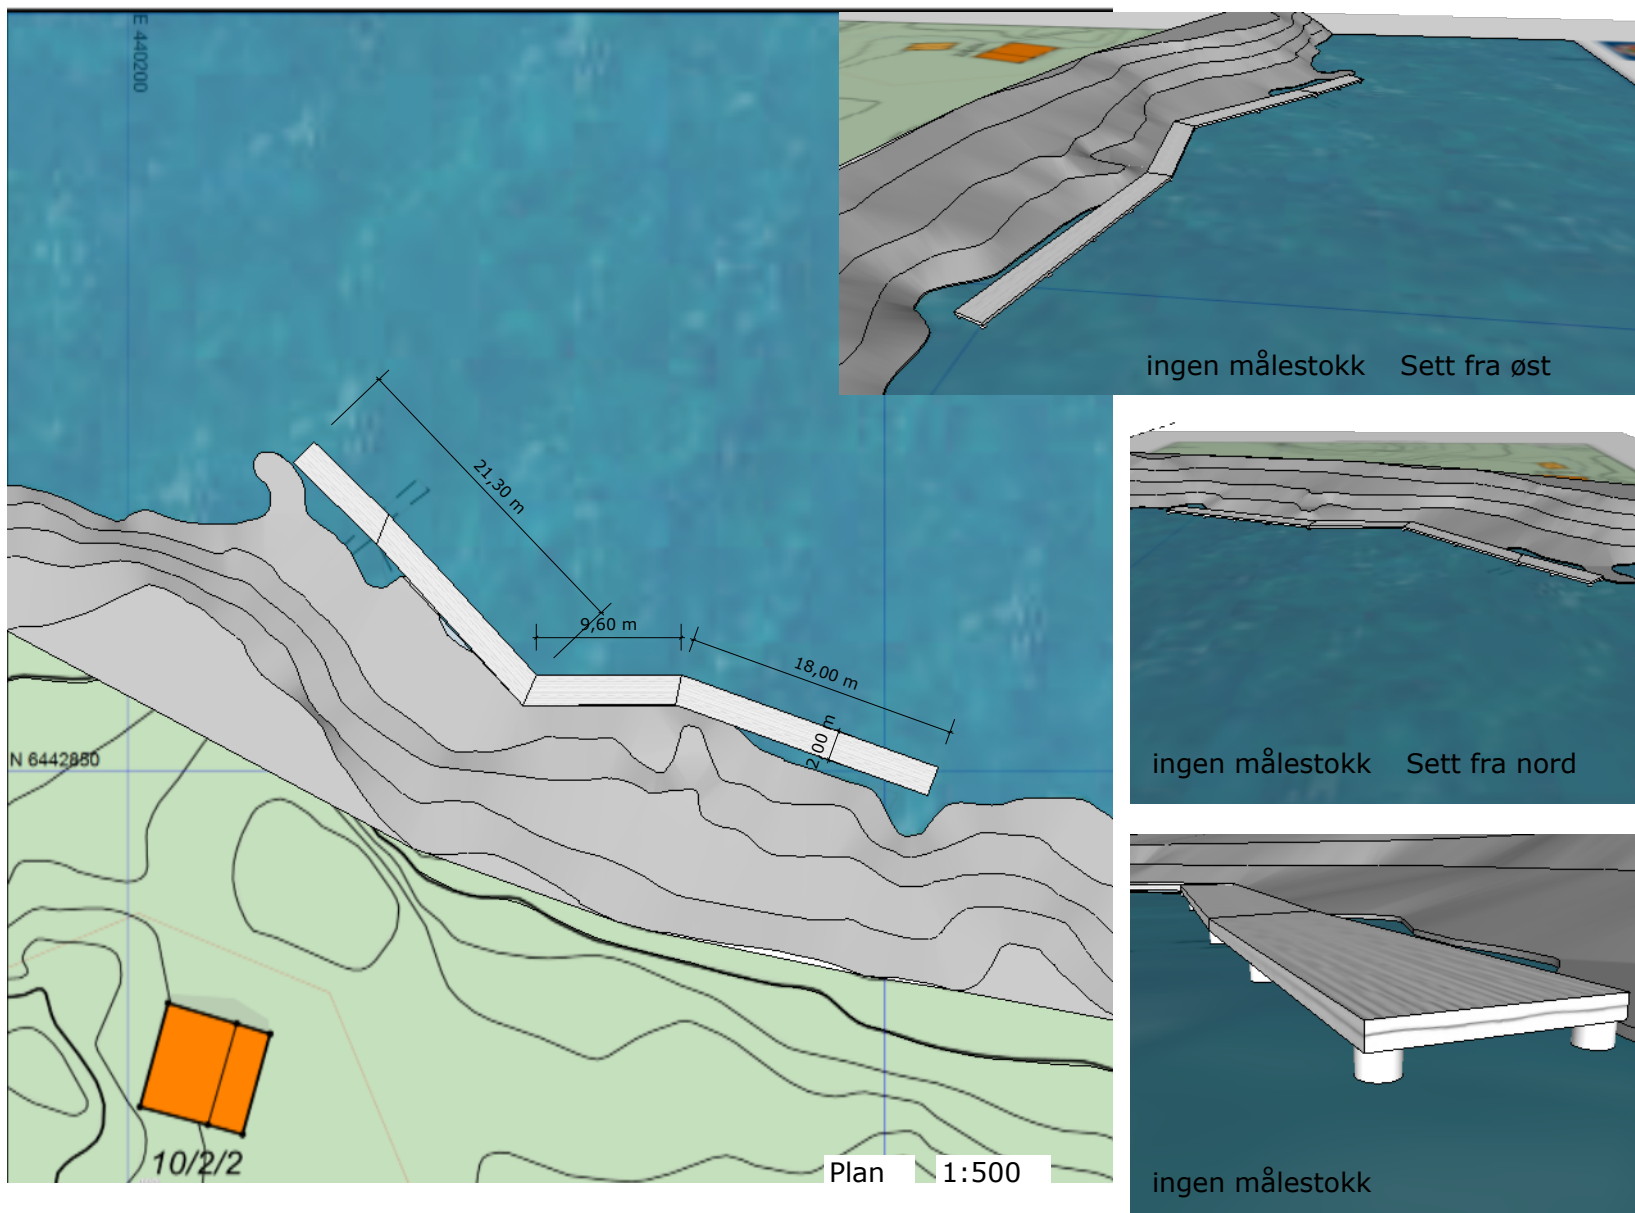 E 440200
ingen målestokk Sett fra øst
21,30 m
9,60 m
18,00 m
2,00 m
N 6442850
ingen målestokk Sett fra nord
10/2/2
Plan 1:500
ingen målestokk